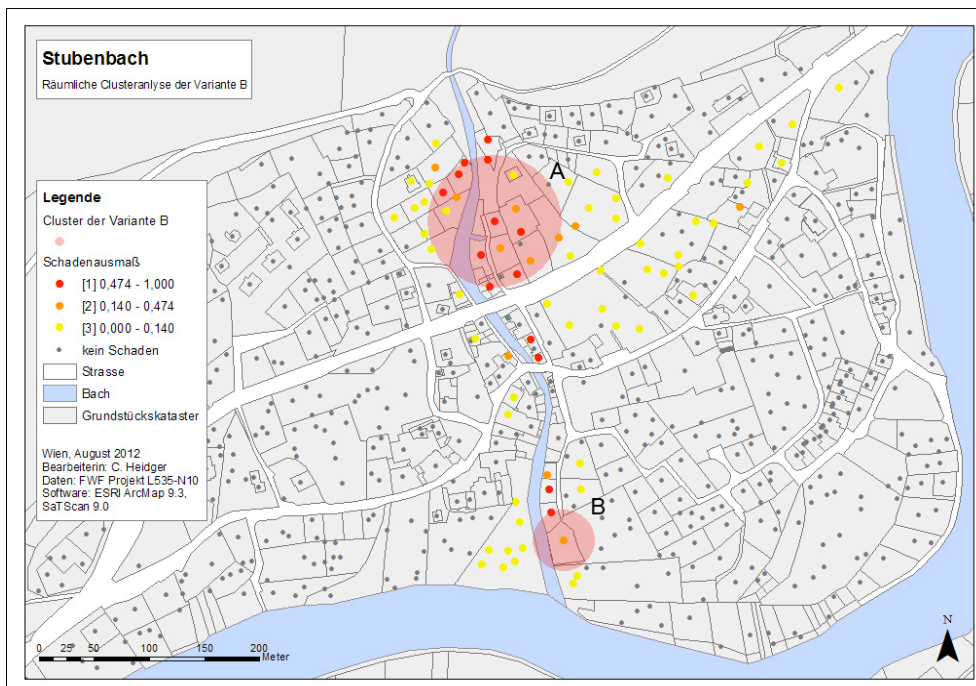 Stubenbach
Räumliche Clusteranalyse der Variante B
A
Legende
Cluster der Variante B
Schadenausmaß
[1] 0,474 - 1,000
[2] 0,140 - 0,474
[3] 0,000 - 0,140
kein Schaden
Strasse
Bach
Grundstückskataster
Wien, August 2012
Bearbeiterin: C. Heidger
Daten: FWF Projekt L535-N10
Software: ESRI ArcMap 9.3,
SaTScan 9.0
B
N
0 25 50 100 150 200
Meter